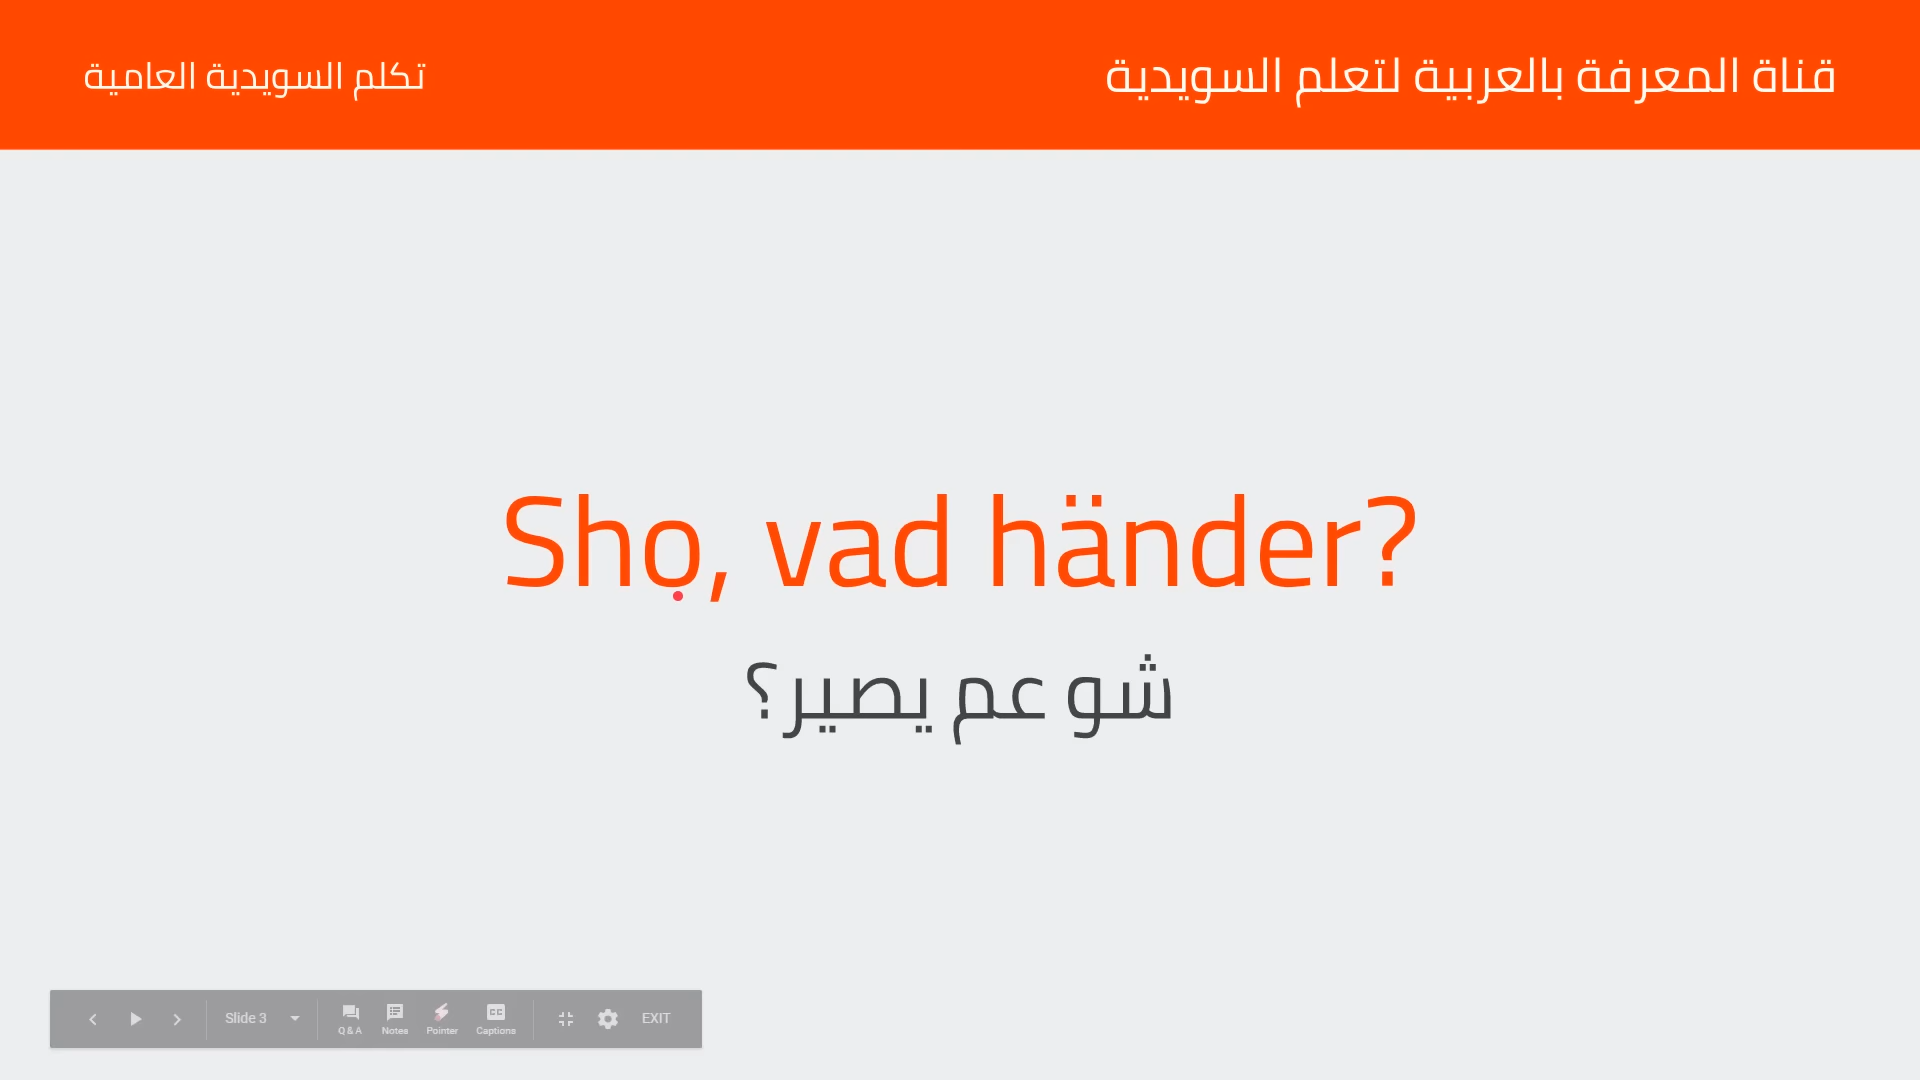 قناة المعرفة بالعربية لتعلم السويدية
تكلم السويدية العامية
Sho, vad händer?
شو عم يصير؟
Slide 3
Q & A
Notes
Pointer
CC
Captions
EXIT